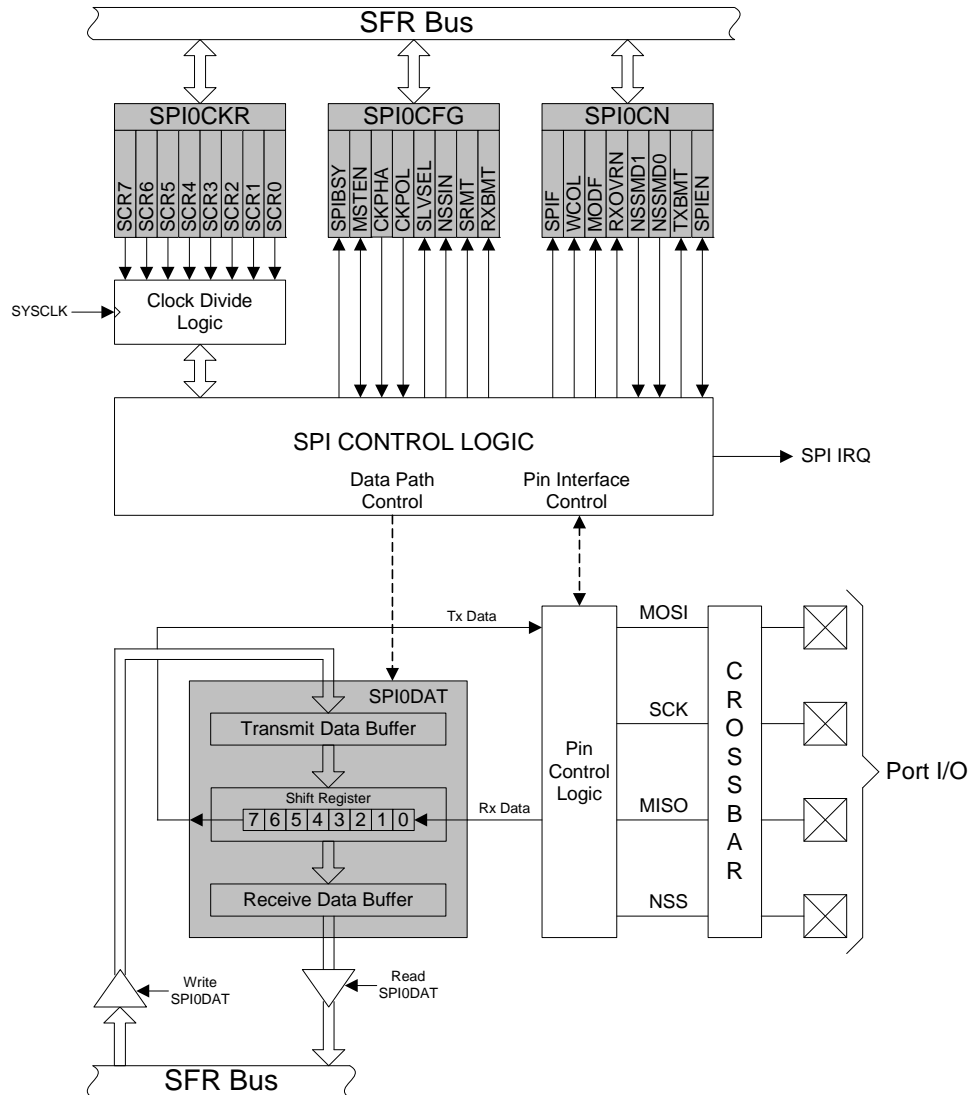 SFR Bus
SPI0CKR
SCR7
SCR6
SCR5
SCR4
SCR3
SCR2
SCR1
SCR0
SPI0CFG
SPIBSY
MSTEN
CKPHA
CKPOL
SLVSEL
NSSIN
SRMT
RXBMT
SPI0CN
SPIF
WCOL
MODF
RXOVRN
NSSMD1
NSSMD0
TXBMT
SPIEN
SYSCLK
Clock Divide
Logic
SPI CONTROL LOGIC
Data Path
Control
Pin Interface
Control
SPI IRQ
Tx Data
SPI0DAT
Transmit Data Buffer
Shift Register
7 6 5 4 3 2 1 0
Rx Data
Receive Data Buffer
Pin
Control
Logic
MOSI
SCK
MISO
NSS
CROSSBAR
Port I/O
Write
SPI0DAT
Read
SPI0DAT
SFR Bus